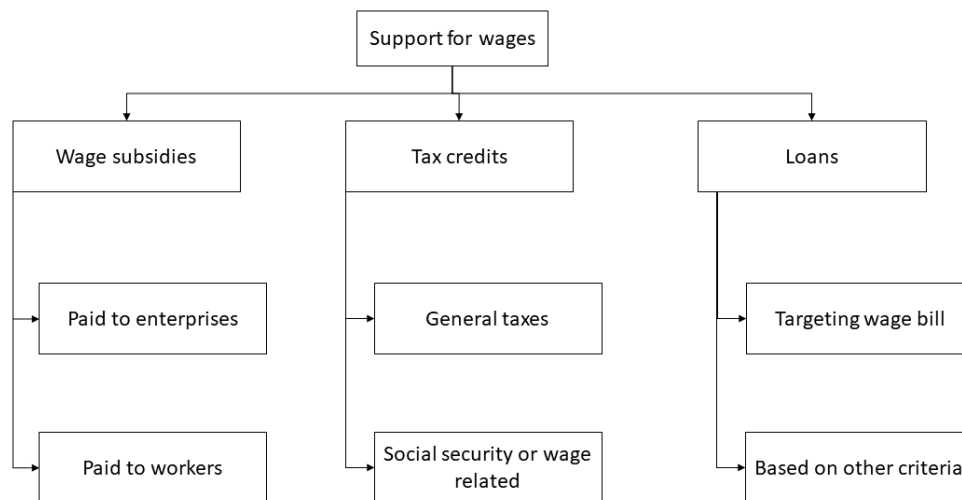 Support for wages
Wage subsidies
Tax credits
Loans
Paid to enterprises
General taxes
Targeting wage bill
Paid to workers
Social security or wage
related
Based on other criteria